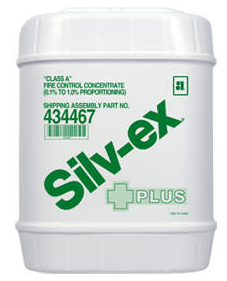 "CLASS A"
FIRE CONTROL CONCENTRATE
(0.1% TO 1.0% PROPORTIONING)
SHIPPING ASSEMBLY PART NO.
434467
Silv-ex
PLUS